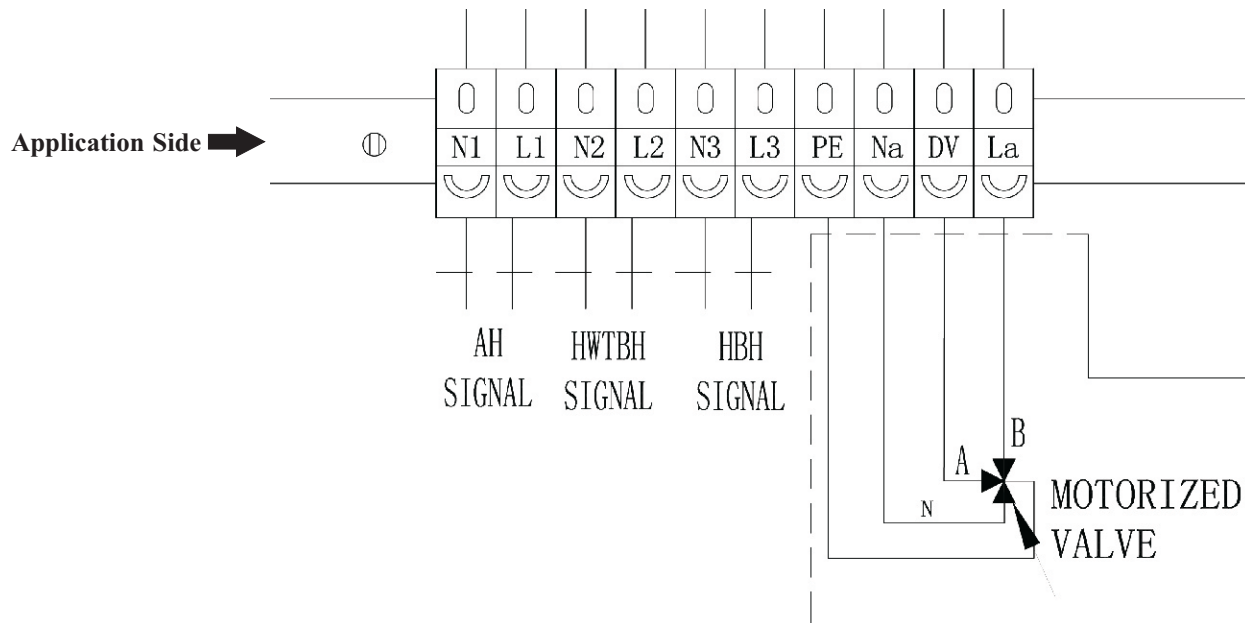 Application Side
N1 L1 N2 L2 N3 L3 PE Na DV La
AH
SIGNAL
HWTBH
SIGNAL
HBH
SIGNAL
B
A
N
MOTORIZED
VALVE